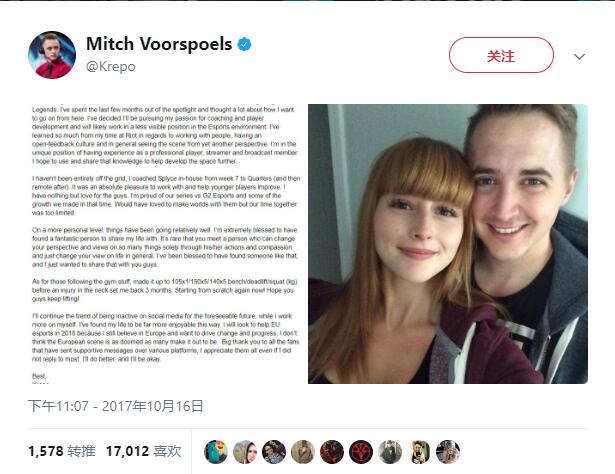 Mitch Voorspoels
@Krepo
关注
Legends. I've spent the last few months out of the spotlight and thought a lot about how I want
to go on from here. I've decided I'll be pursuing my passion for coaching and player
development and will likely work in a less visible position in the Esports environment. I've
learned so much from my time at Riot in regards to working with people, having an
open-feedback culture and in general seeing the scene from yet another perspective. I'm in the
unique position of having experience as a professional player, streamer and broadcast member.
I hope to use and share that knowledge to help develop the space further.
I haven't been entirely off the grid, I coached Splyce in-house from week 7 to Quarters (and then
remote after). It was an absolute pleasure to work with and help younger players improve. I
have nothing but love for the guys. I'm proud of our series vs G2 Esports and some of the
growth we made in that time. Would have loved to make worlds with them but our time together
was too limited.
On a more personal level, things have been going relatively well. I'm extremely blessed to have
found a fantastic person to share my life with. It's rare that you meet a person who can change
your perspective and views on so many things solely through his/her actions and compassion
and just change your view on life in general. I've been blessed to have found someone like that,
and I just wanted to share that with you guys.
As for those following the gym stuff, made it up to 105x1/150x5/140x5 bench/deadlift/squat (kg)
before an injury in the neck set me back 3 months. Starting from scratch again now! Hope you
guys keep lifting!
I'll continue the trend of being inactive on social media for the foreseeable future, while I work
more on myself. I've found my life to be far more enjoyable this way. I will look to help EU
esports in 2018 because I still believe in Europe and want to drive change and progress. I don't
think the European scene is as doomed as many make it out to be. Big thank you to all the fans
that have sent supportive messages over various platforms, I appreciate them all even if I did
not reply to most. I'll do better, and I'll be okay.
Best,
下午11:07 - 2017年10月16日
1,578 转推 17,012 喜欢